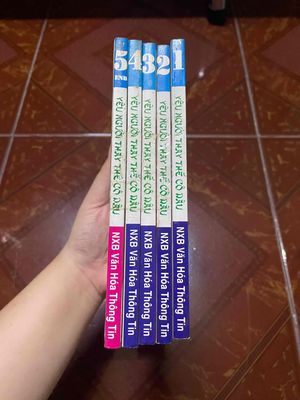 5
END
YÊU NGƯỜI THAY THẾ CÔ DÂU
NXB Văn Hóa Thông Tin
4
YÊU NGƯỜI THAY THẾ CÔ DÂU
NXB Văn Hóa Thông Tin
3
YÊU NGƯỜI THAY THẾ CÔ DÂU
NXB Văn Hóa Thông Tin
2
YÊU NGƯỜI THAY THẾ CÔ DÂU
NXB Văn Hóa Thông Tin
1
YÊU NGƯỜI THAY THẾ CÔ DÂU
NXB Văn Hóa Thông Tin